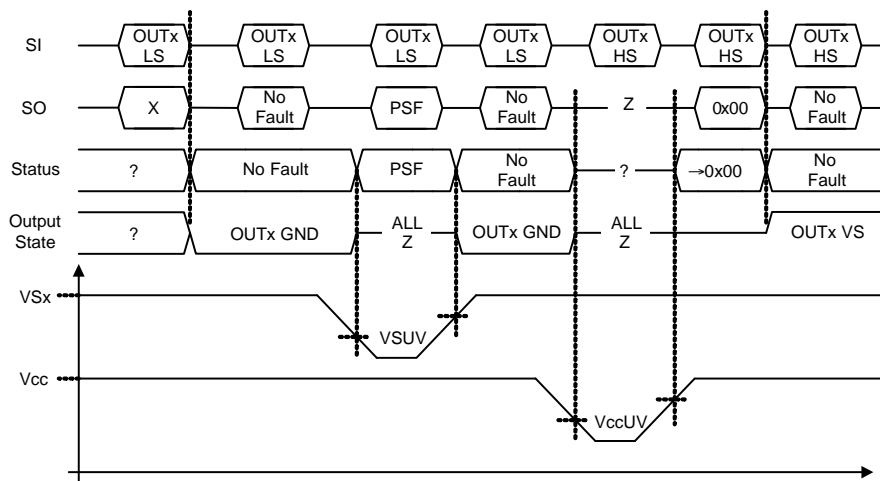 SI
OUTx
LS
OUTx
LS
OUTx
LS
OUTx
LS
OUTx
HS
OUTx
HS
OUTx
HS
SO
X
No
Fault
PSF
No
Fault
Z
0x00
No
Fault
Status
?
No Fault
PSF
No
Fault
?
→0x00
No
Fault
Output
State
?
OUTx GND
ALL
Z
OUTx GND
ALL
Z
OUTx VS
VSx
VSUV
Vcc
VccUV